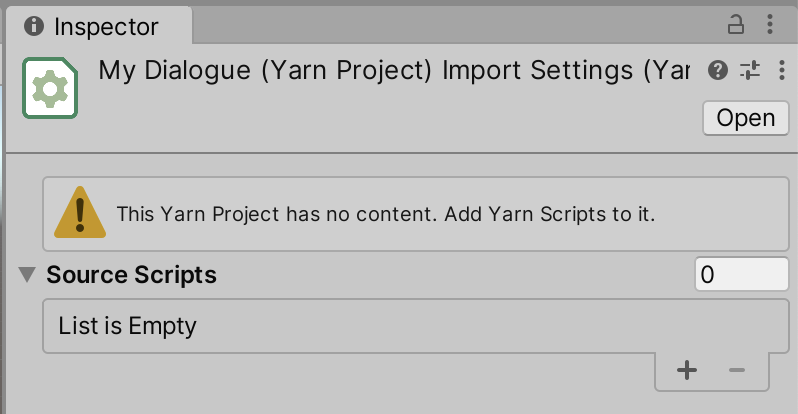 Inspector
My Dialogue (Yarn Project) Import Settings (Yar
Open
This Yarn Project has no content. Add Yarn Scripts to it.
Source Scripts 0
List is Empty